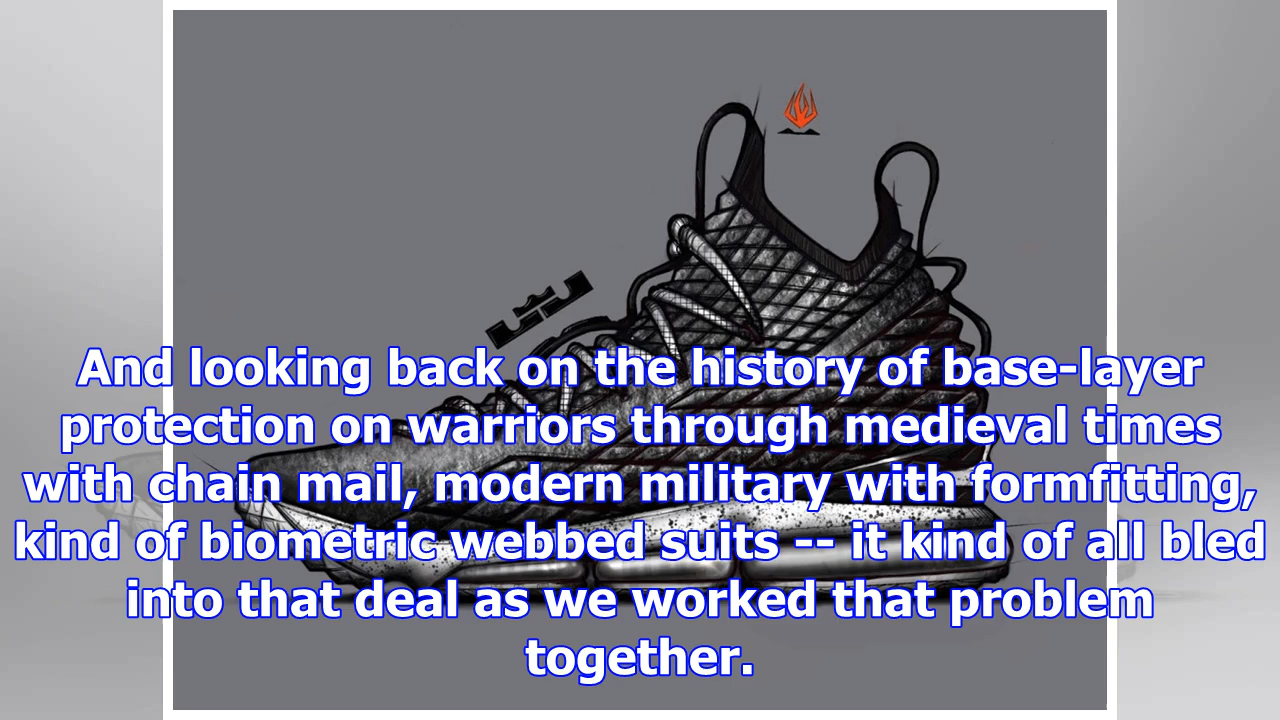 And looking back on the history of base-layer
protection on warriors through medieval times
with chain mail, modern military with formfitting,
kind of biometric webbed suits -- it kind of all bled
into that deal as we worked that problem
together.